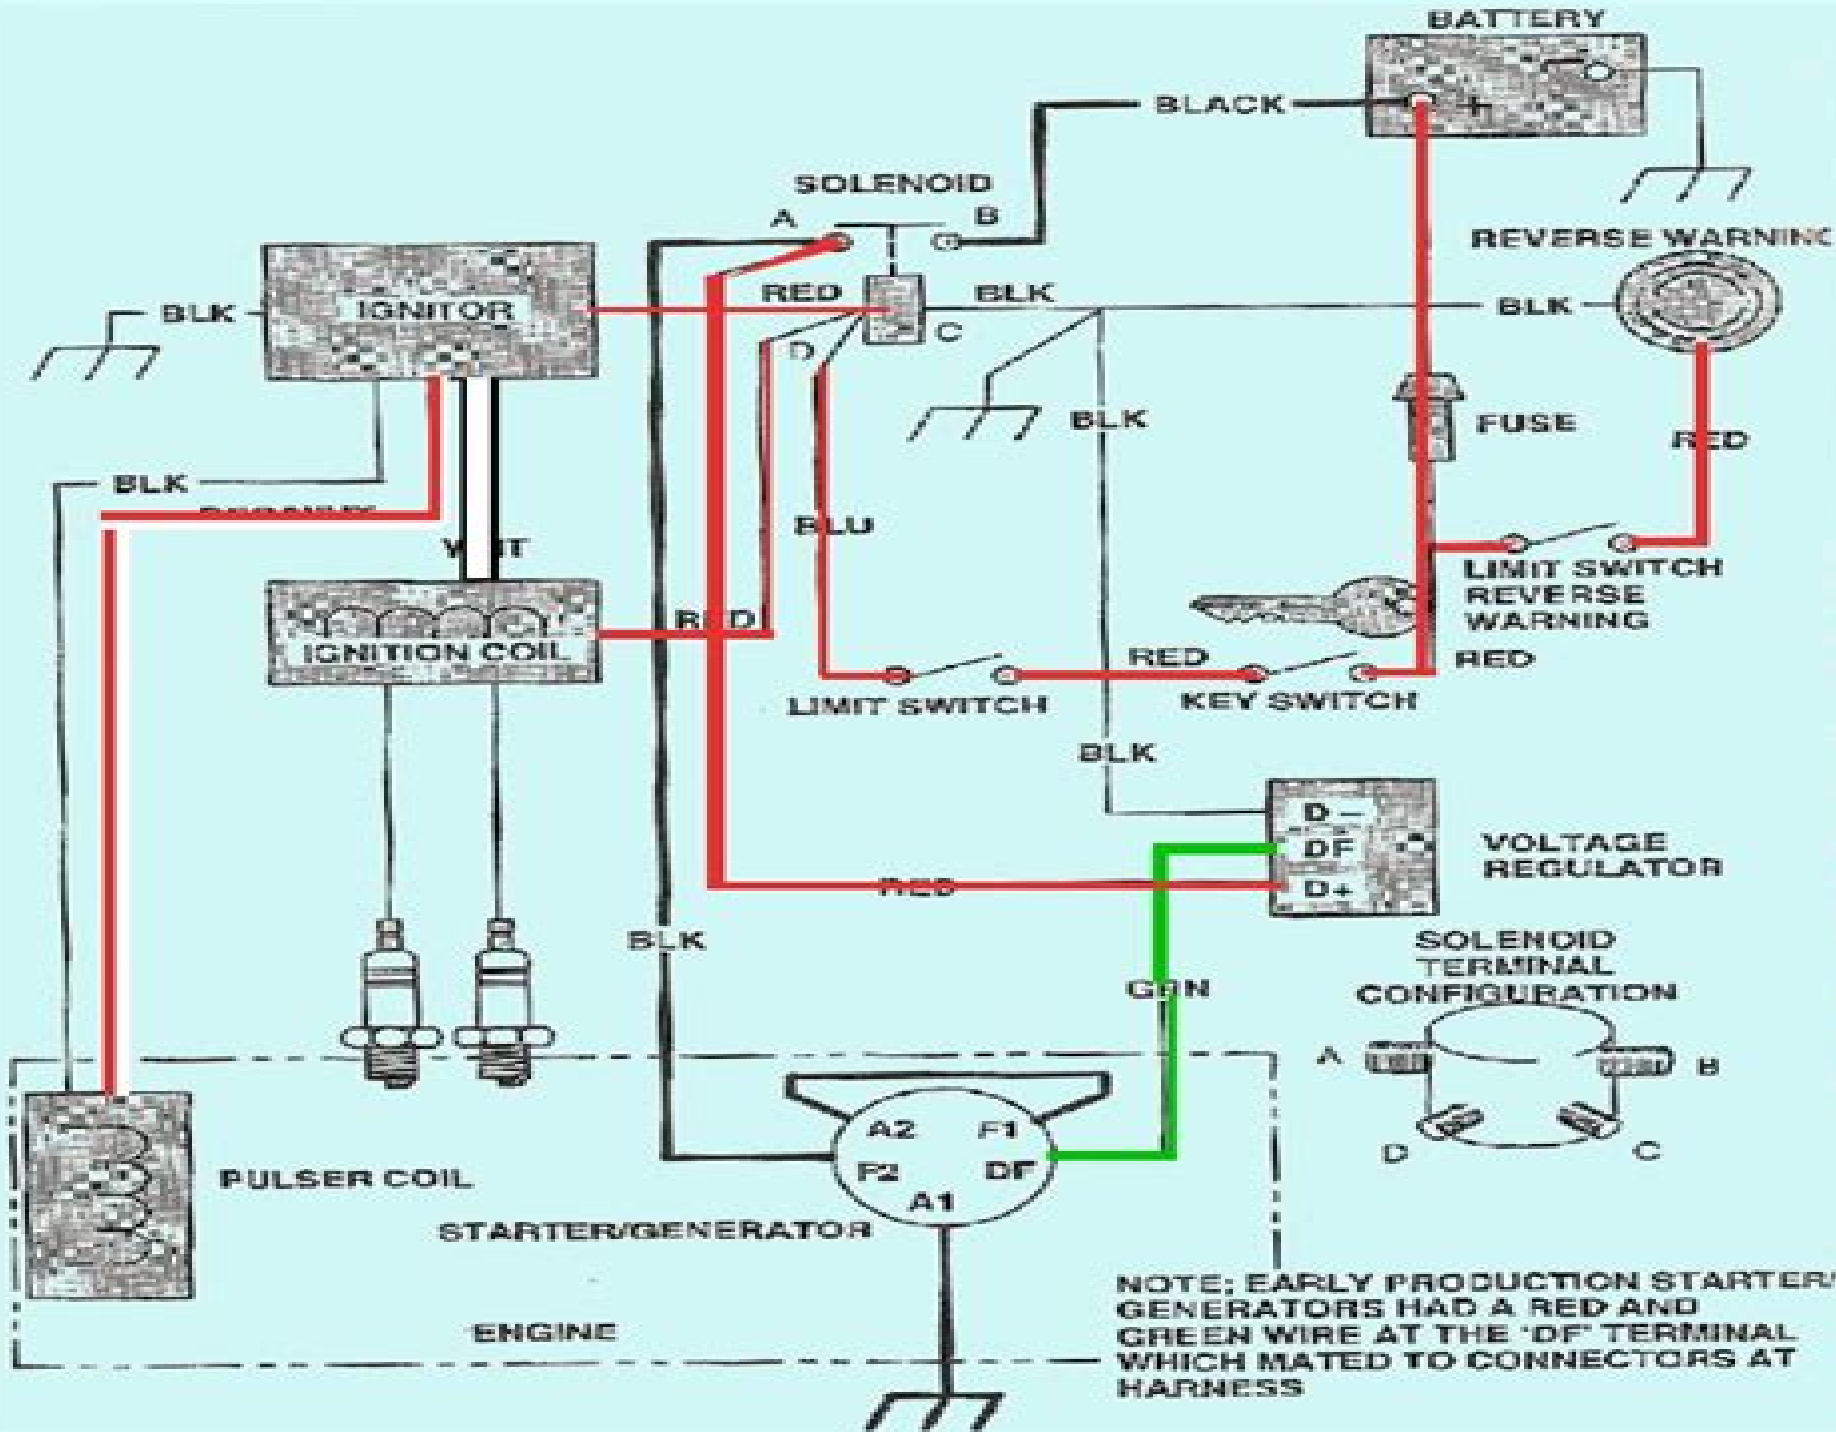 BATTERY
+
BLACK
SOLENOID
A
B
REVERSE WARNING
BLK
IGNITOR
RED
BLK
BLK
D
C
BLK
FUSE
RED
BLK
BLU
LIMIT SWITCH
REVERSE
WARNING
RED
IGNITION COIL
RED
RED
LIMIT SWITCH
KEY SWITCH
BLK
D -
DF
D+
VOLTAGE
REGULATOR
RED
BLK
SOLENOID
TERMINAL
CONFIGURATION
GRN
A
B
D
C
A2
F1
F2
DF
A1
PULSER COIL
STARTER/GENERATOR
ENGINE
NOTE; EARLY PRODUCTION STARTER/
GENERATORS HAD A RED AND
GREEN WIRE AT THE 'DF' TERMINAL
WHICH MATED TO CONNECTORS AT
HARNESS